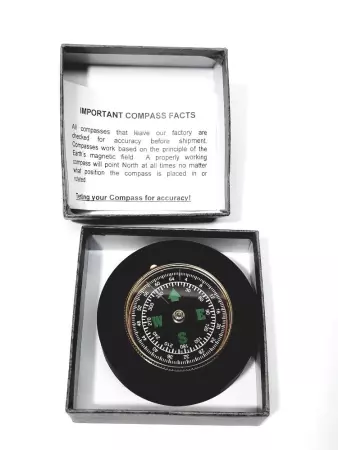 IMPORTANT COMPASS FACTS
All compasses that leave our factory are
checked for accuracy before shipment.
Compasses work based on the principle of the
Earth's magnetic field A properly working
compass will point North at all times no matter
what position the compass is placed in or
rotated
Testing your Compass for accuracy!
W E
S